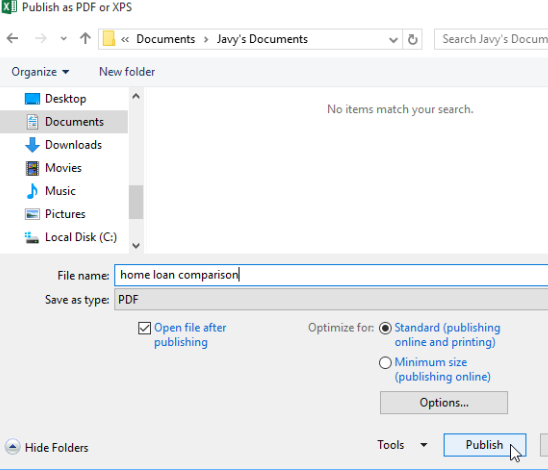 Publish as PDF or XPS
« Documents > Javy's Documents
Search Javy's Docum
Organize
New folder
Desktop
Documents
Downloads
Movies
Music
Pictures
Local Disk (C:)
No items match your search.
File name: home loan comparison
Save as type: PDF
Open file after
publishing
Optimize for: Standard (publishing
online and printing)
Minimum size
(publishing online)
Options...
Hide Folders
Tools
Publish